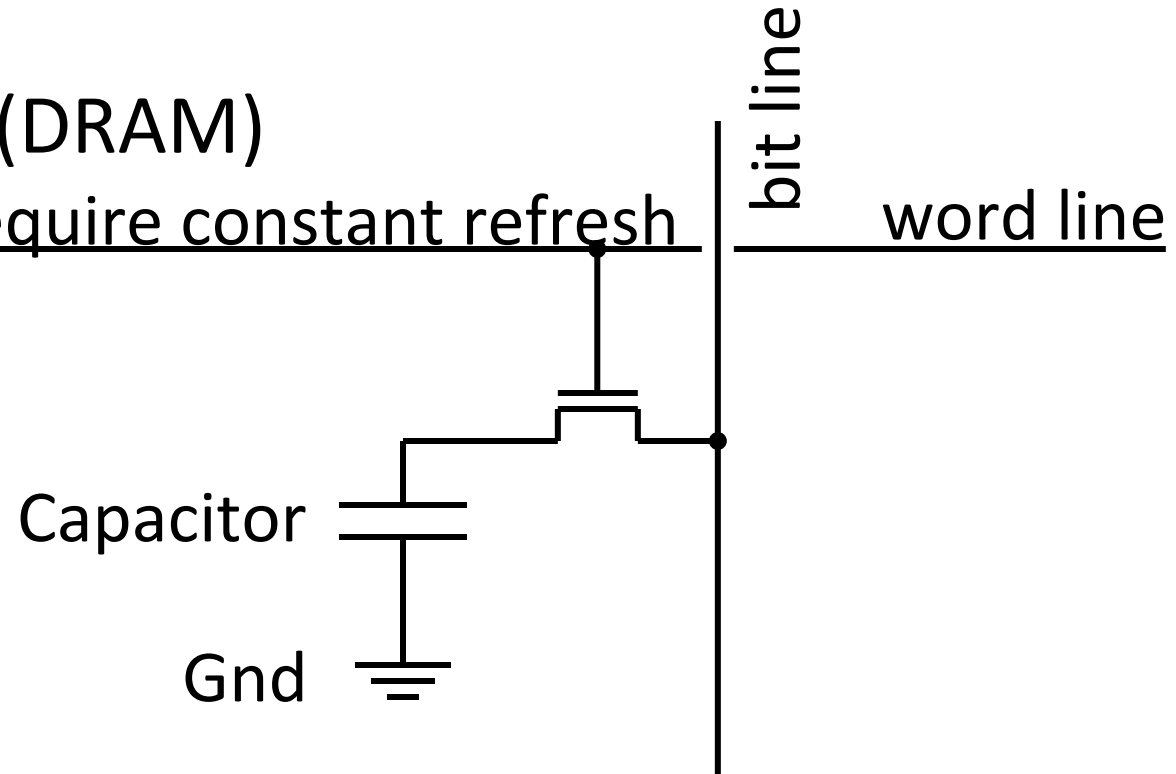 (DRAM)
bit line
equire constant refresh
word line
Capacitor
Gnd